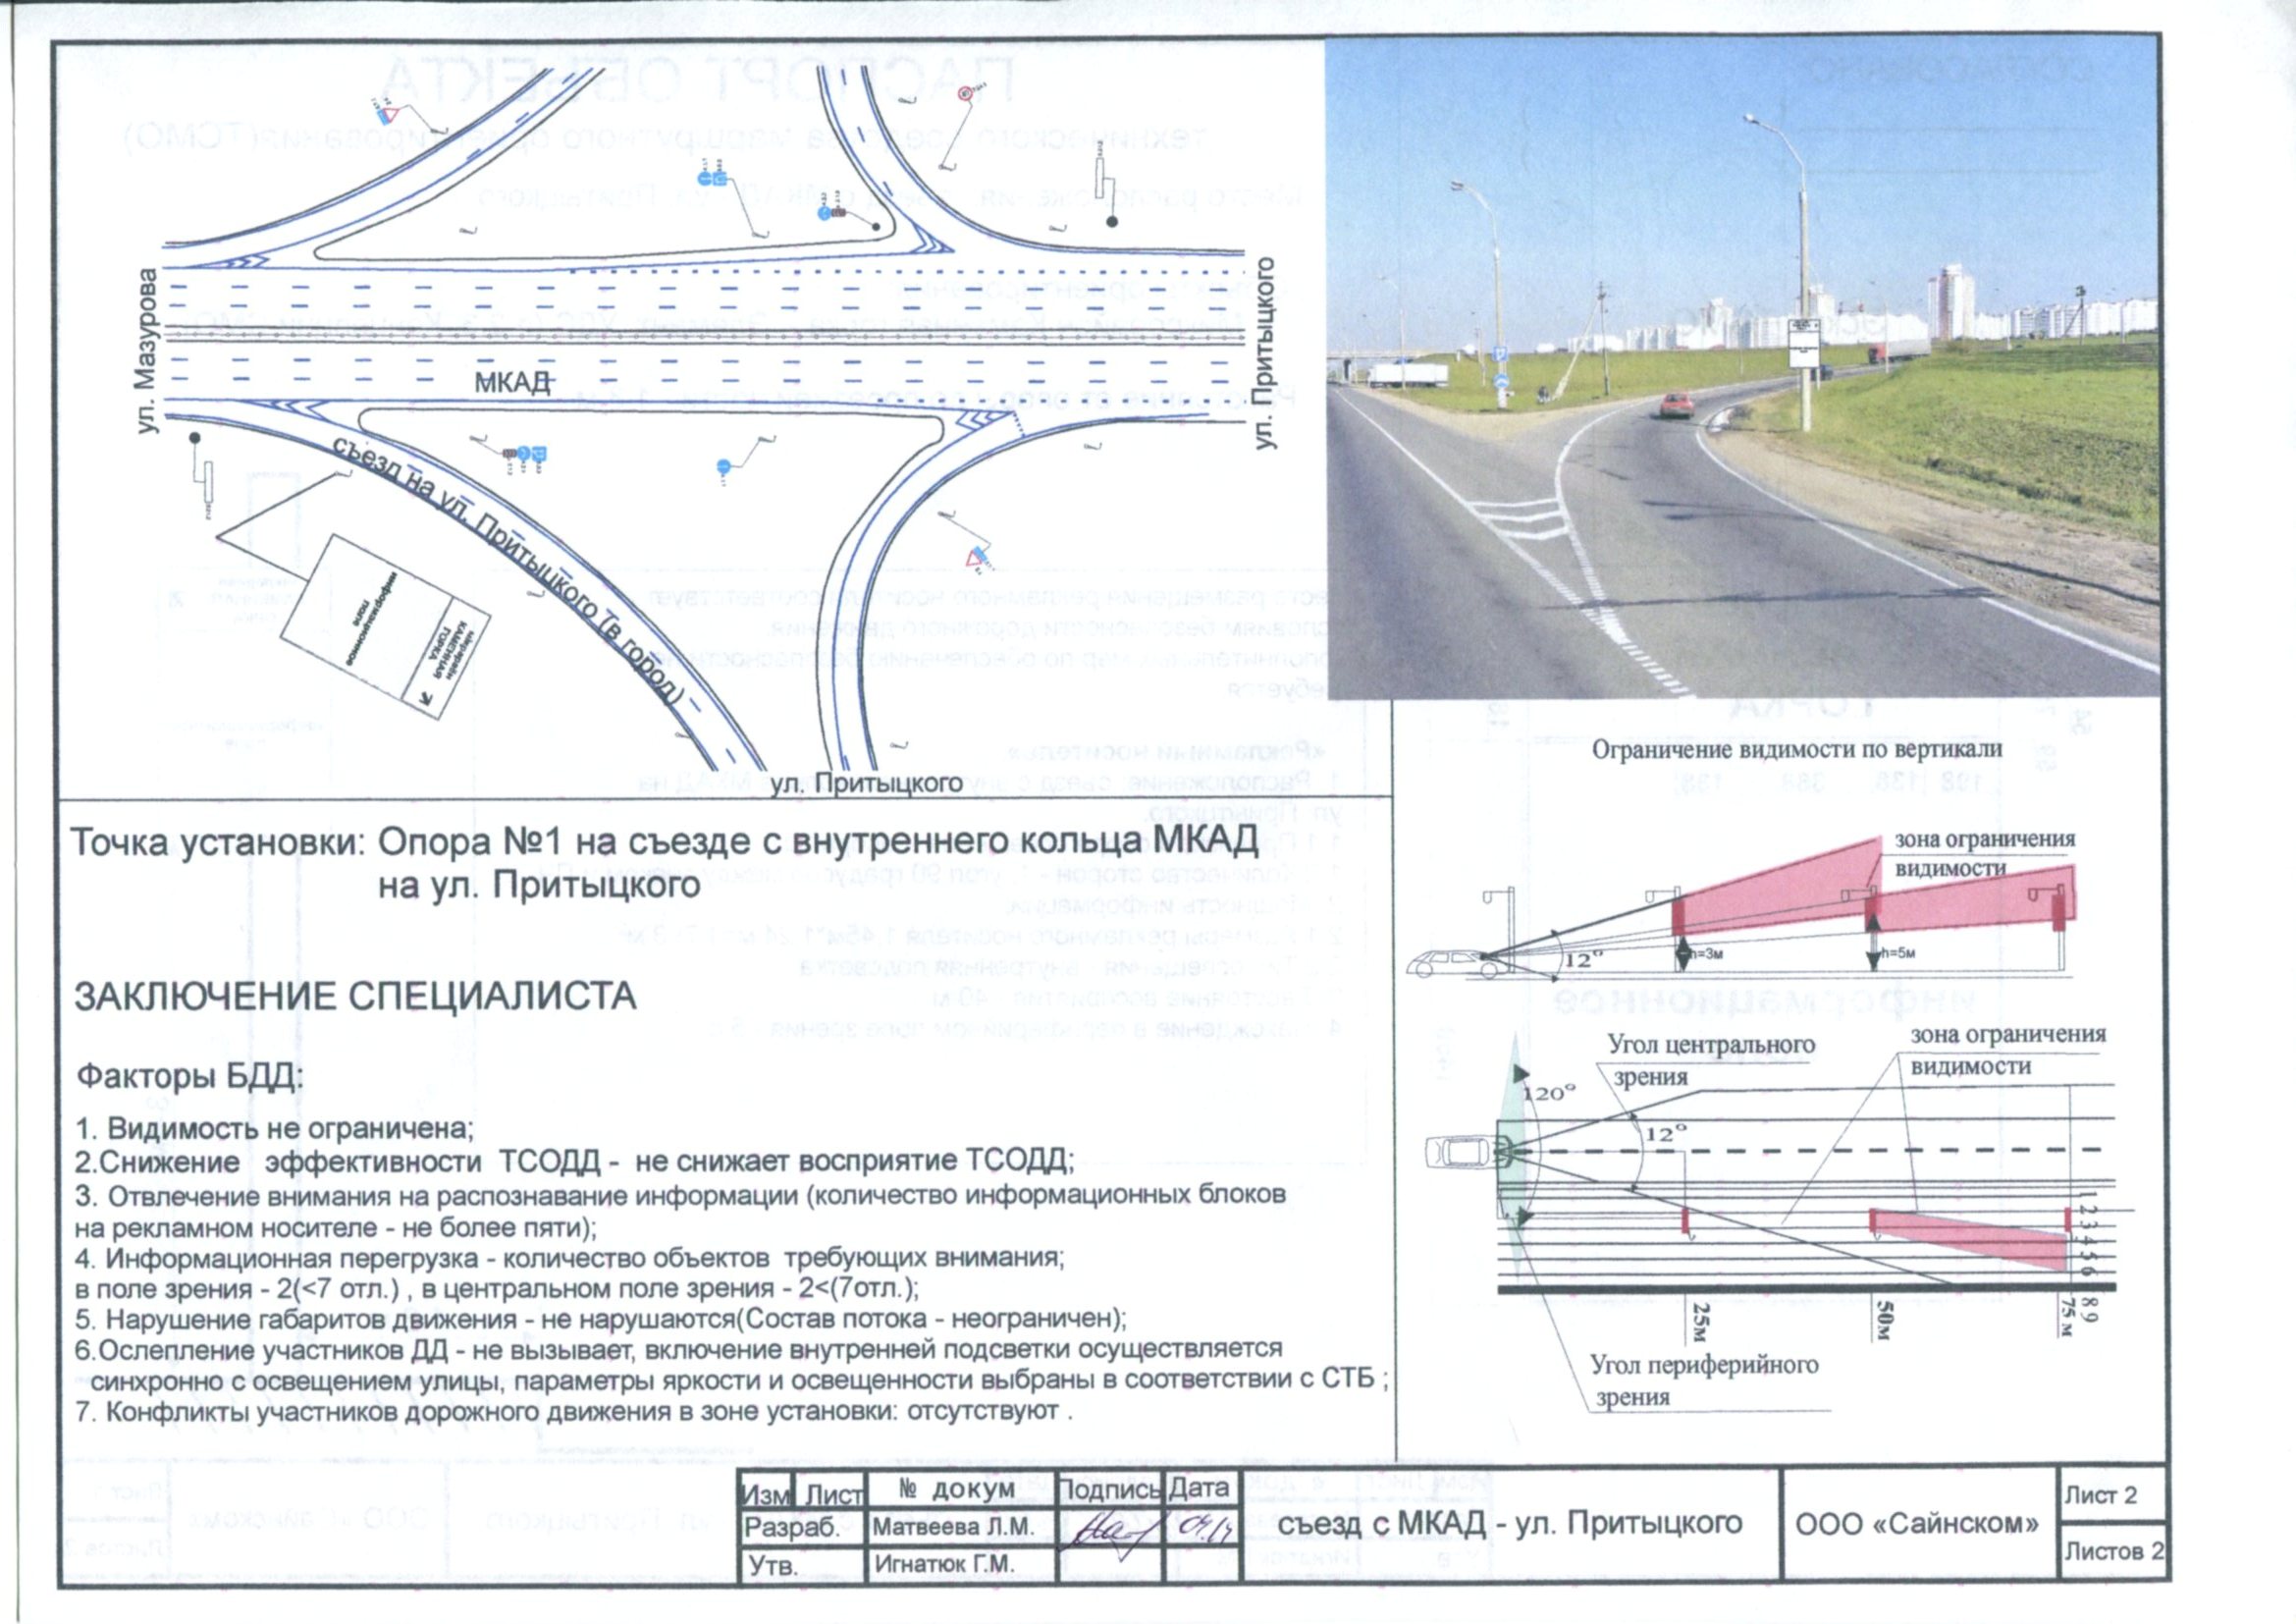 ул. Мазурова
МКАД
ул. Притыцкого
съезд на ул. Притыцкого (в город)
информационное
поле
м/крарайн
КАМЕННАЯ
ГОРКА
ул. Притыцкого
Точка установки: Опора №1 на съезде с внутреннего кольца МКАД
на ул. Притыцкого
ЗАКЛЮЧЕНИЕ СПЕЦИАЛИСТА
Факторы БДД:
1. Видимость не ограничена;
2.Снижение эффективности ТСОДД - не снижает восприятие ТСОДД;
3. Отвлечение внимания на распознавание информации (количество информационных блоков
на рекламном носителе - не более пяти);
4. Информационная перегрузка - количество объектов требующих внимания;
в поле зрения - 2(<7 отл.) , в центральном поле зрения - 2<(7отл.);
5. Нарушение габаритов движения - не нарушаются(Состав потока - неограничен);
6.Ослепление участников ДД - не вызывает, включение внутренней подсветки осуществляется
синхронно с освещением улицы, параметры яркости и освещенности выбраны в соответствии с СТБ ;
7. Конфликты участников дорожного движения в зоне установки: отсутствуют .
Ограничение видимости по вертикали
зона ограничения
видимости
12°
h=3м
h=5м
Угол центрального
зрения
зона ограничения
видимости
120°
12°
1 2 3 4 5 6
8 9
25м
50м
75 м
Угол периферийного
зрения
Изм Лист № докум Подпись Дата
Разраб. Матвеева Л.М. 04.14
Утв. Игнатюк Г.М.
съезд с МКАД - ул. Притыцкого
ООО «Сайнском»
Лист 2
Листов 2